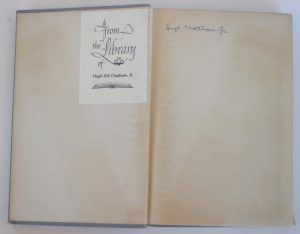 From
the
Library
of
Hugh Hill Chatham, Jr.
Hugh Chatham Jr